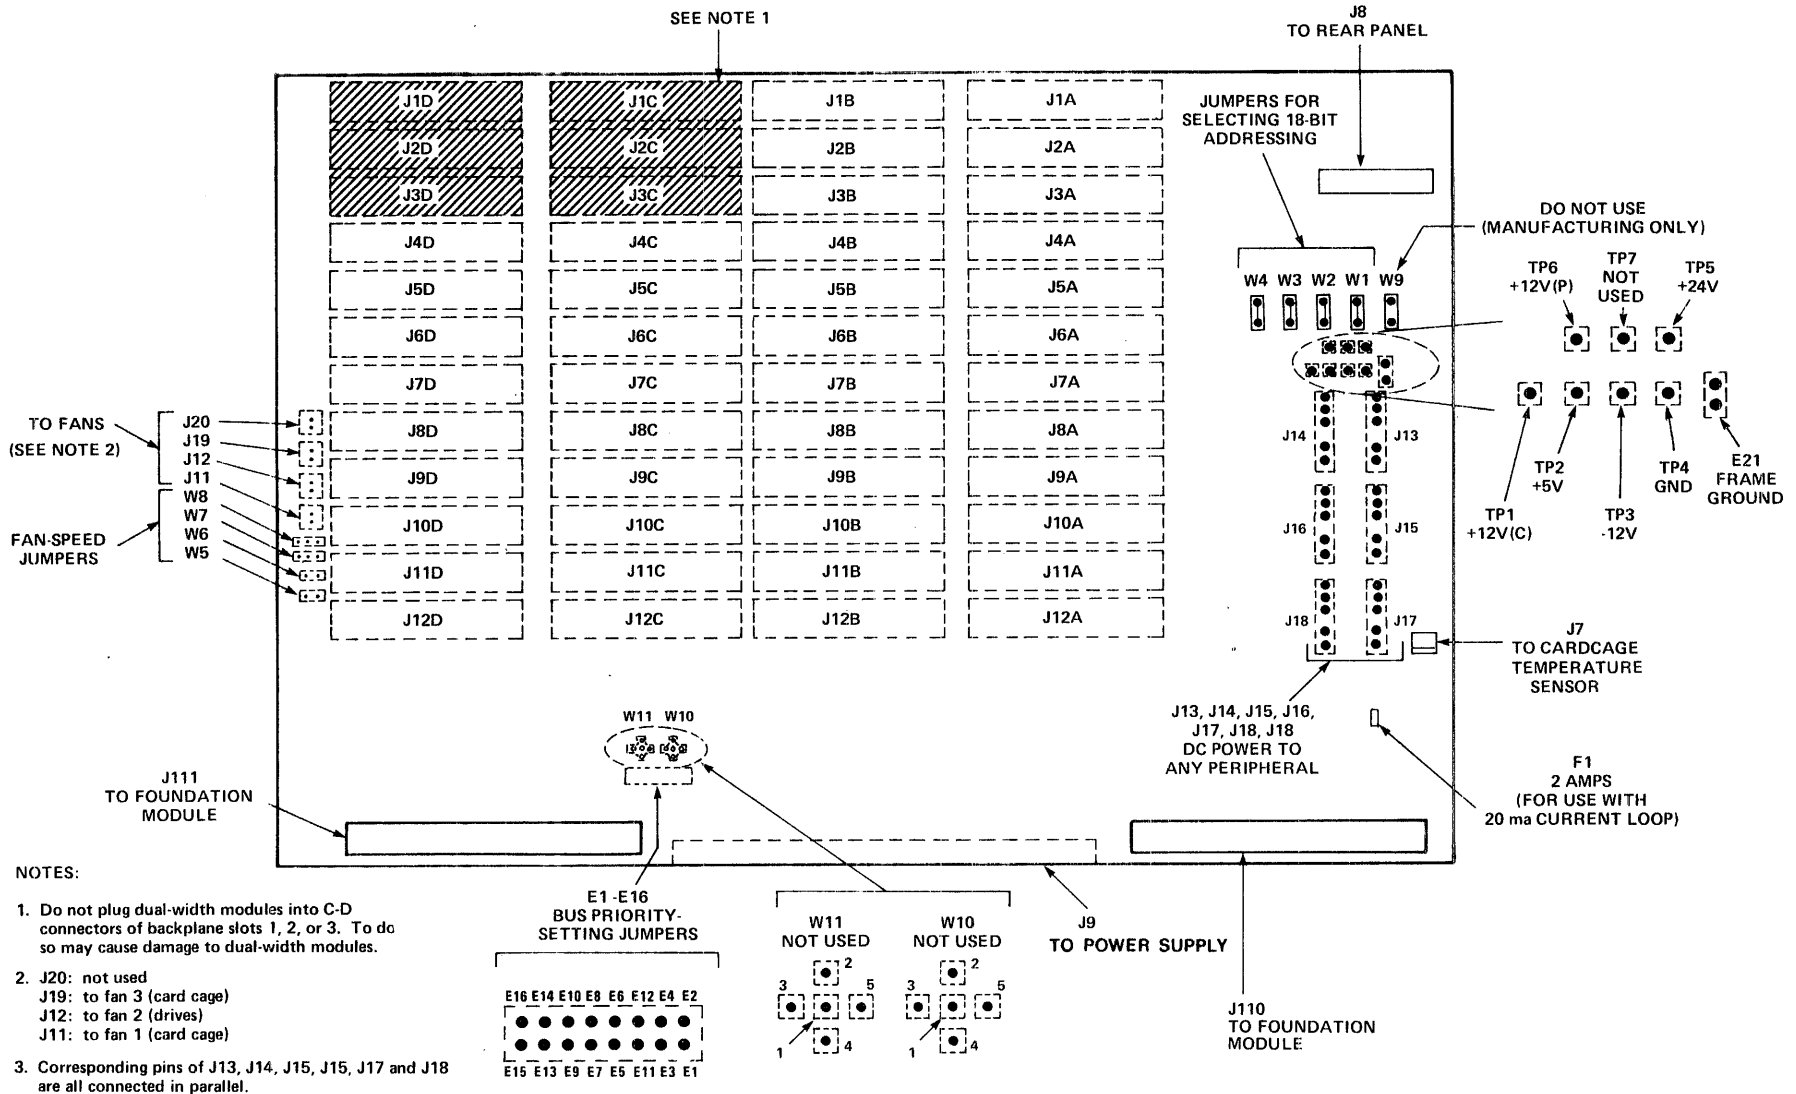 SEE NOTE 1
J8
TO REAR PANEL
J1D J1C J1B J1A
J2D J2C J2B J2A
J3D J3C J3B J3A
J4D J4C J4B J4A
J5D J5C J5B J5A
J6D J6C J6B J6A
J7D J7C J7B J7A
J8D J8C J8B J8A
J9D J9C J9B J9A
J10D J10C J10B J10A
J11D J11C J11B J11A
J12D J12C J12B J12A
JUMPERS FOR
SELECTING 18-BIT
ADDRESSING
DO NOT USE
(MANUFACTURING ONLY)
W4 W3 W2 W1 W9
TP6
+12V(P)
TP7
NOT
USED
TP5
+24V
TP1
+12V(C)
TP2
+5V
TP3
-12V
TP4
GND
E21
FRAME
GROUND
J14 J13
J16 J15
J18 J17
TO FANS
(SEE NOTE 2)
J20
J19
J12
J11
W8
W7
W6
W5
FAN-SPEED
JUMPERS
J7
TO CARDCAGE
TEMPERATURE
SENSOR
J13, J14, J15, J16,
J17, J18, J18
DC POWER TO
ANY PERIPHERAL
F1
2 AMPS
(FOR USE WITH
20 ma CURRENT LOOP)
W11 W10
J111
TO FOUNDATION
MODULE
E1 -E16
BUS PRIORITY-
SETTING JUMPERS
E16 E14 E10 E8 E6 E12 E4 E2
E15 E13 E9 E7 E5 E11 E3 E1
W11
NOT USED
2
3 5
1 4
W10
NOT USED
2
3 5
1 4
J9
TO POWER SUPPLY
J110
TO FOUNDATION
MODULE
NOTES:
1. Do not plug dual-width modules into C-D
connectors of backplane slots 1, 2, or 3. To do
so may cause damage to dual-width modules.
2. J20: not used
J19: to fan 3 (card cage)
J12: to fan 2 (drives)
J11: to fan 1 (card cage)
3. Corresponding pins of J13, J14, J15, J15, J17 and J18
are all connected in parallel.